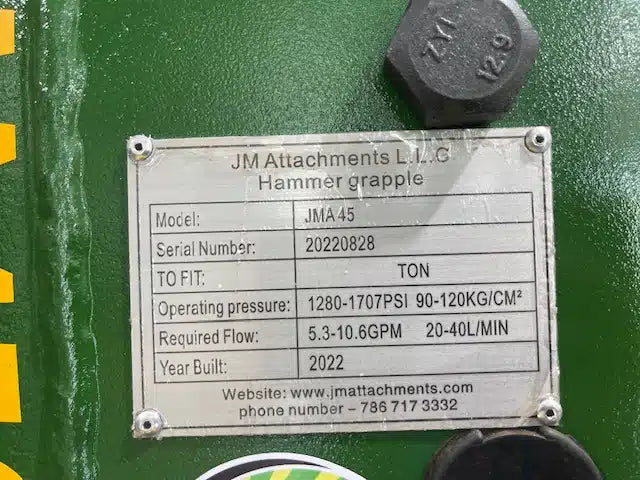 ZYI
12.9
JM Attachments L.L.C
Hammer grapple
Model: JMA45
Serial Number: 20220828
TO FIT: TON
Operating pressure: 1280-1707PSI 90-120KG/CM²
Required Flow: 5.3-10.6GPM 20-40L/MIN
Year Built: 2022
Website: www.jmattachments.com
phone number – 786 717 3332